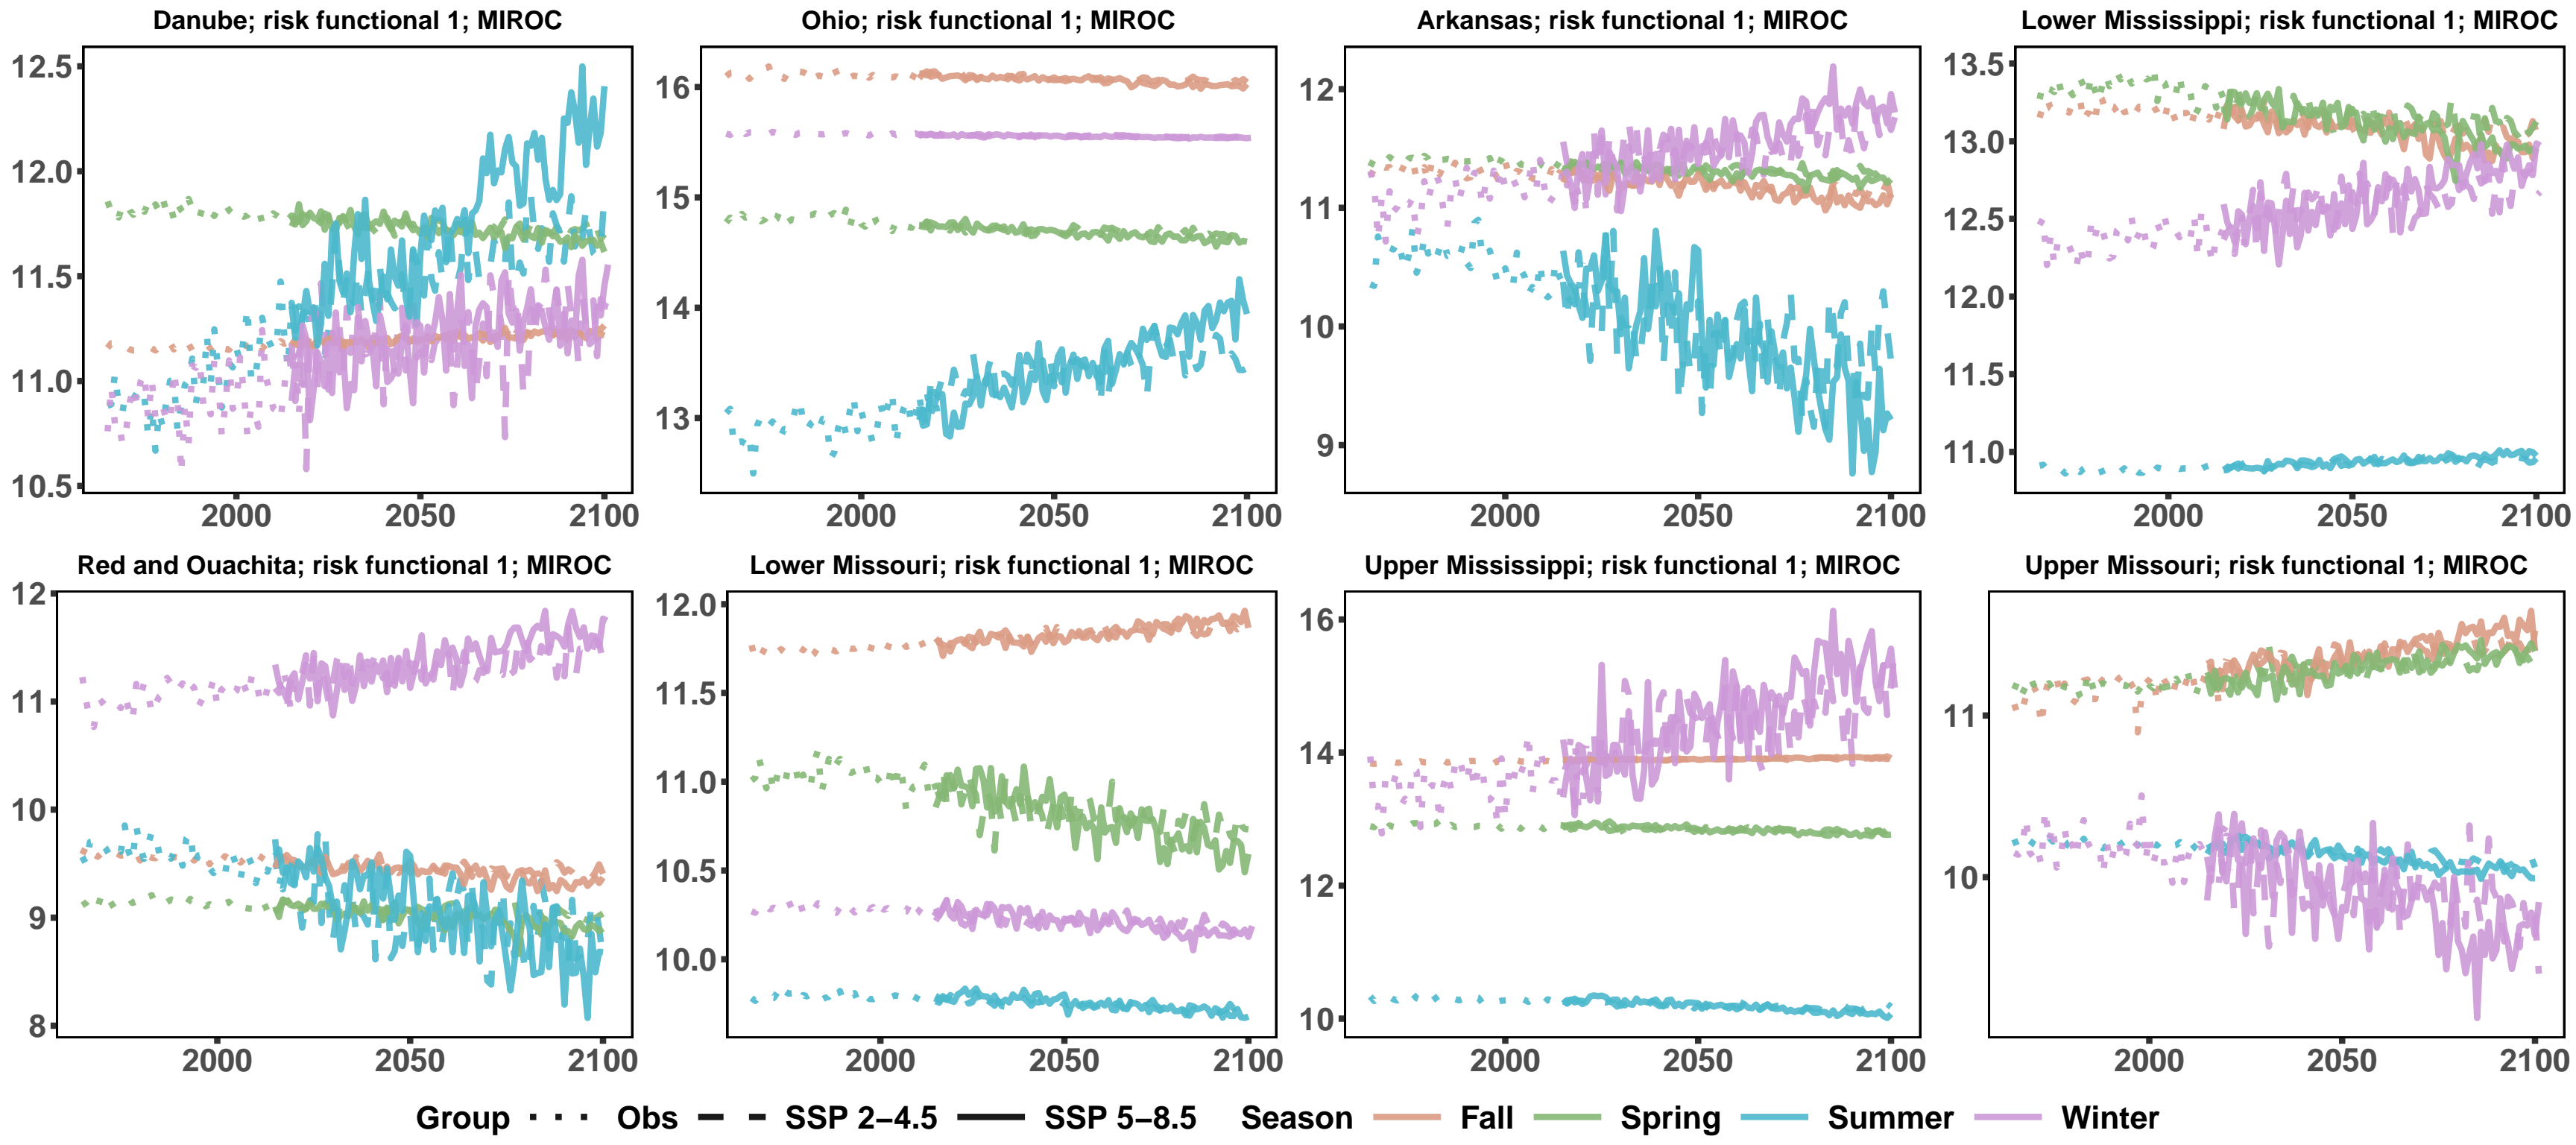 Danube; risk functional 1; MIROC
12.5
12.0
11.5
11.0
10.5
2000 2050 2100
Ohio; risk functional 1; MIROC
16
15
14
13
2000 2050 2100
Arkansas; risk functional 1; MIROC
12
11
10
9
2000 2050 2100
Lower Mississippi; risk functional 1; MIROC
13.5
13.0
12.5
12.0
11.5
11.0
2000 2050 2100
Red and Ouachita; risk functional 1; MIROC
12
11
10
9
8
2000 2050 2100
Lower Missouri; risk functional 1; MIROC
12.0
11.5
11.0
10.5
10.0
2000 2050 2100
Upper Mississippi; risk functional 1; MIROC
16
14
12
10
2000 2050 2100
Upper Missouri; risk functional 1; MIROC
11
10
2000 2050 2100
Group Obs SSP 2−4.5 SSP 5−8.5 Season Fall Spring Summer Winter